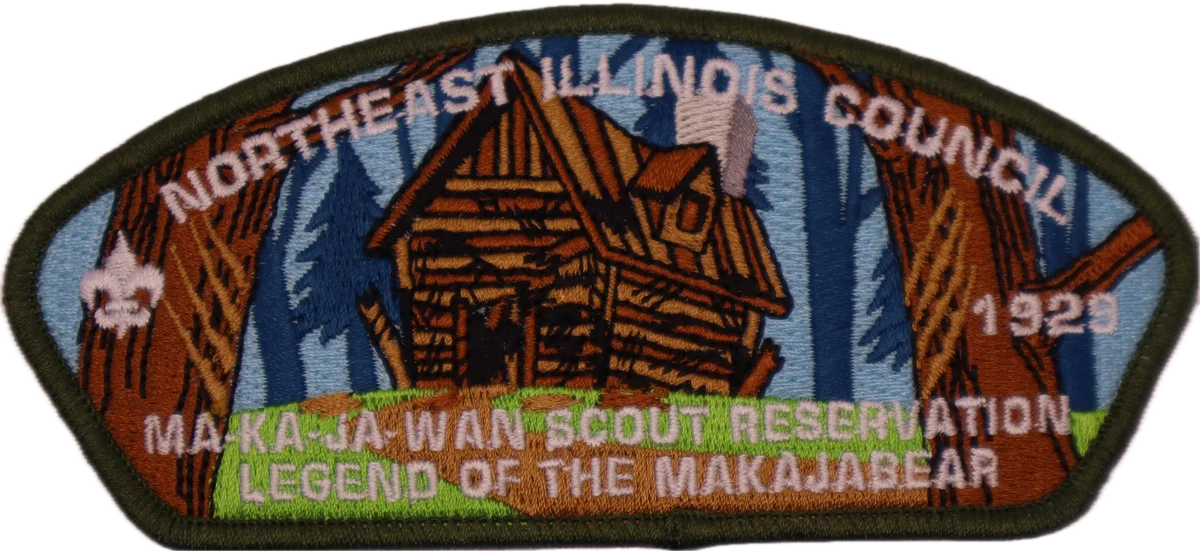 NORTHEAST ILLINOIS COUNCIL
1929
MA-KA-JA-WAN SCOUT RESERVATION
LEGEND OF THE MAKAJABEAR